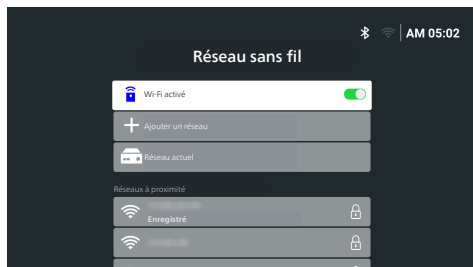 AM 05:02
Réseau sans fil
Wi-Fi activé
Ajouter un réseau
Réseau actuel
Réseaux à proximité
Enregistré